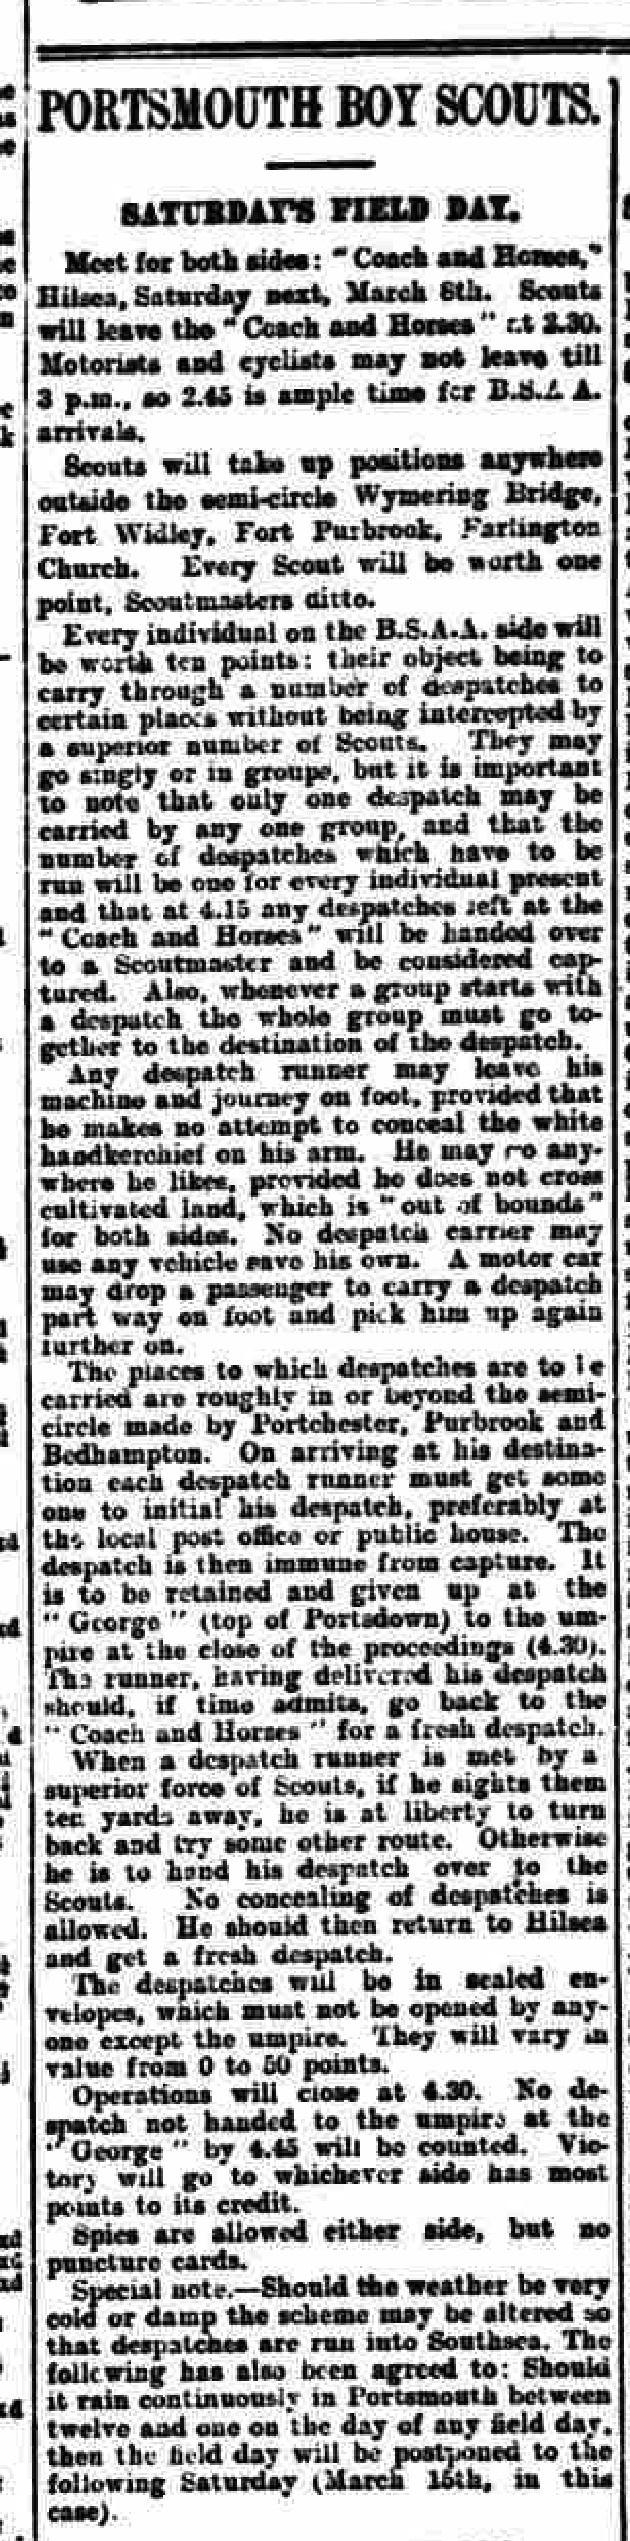 PORTSMOUTH BOY SCOUTS.
SATURDAY'S FIELD DAY.
Meet for both sides: "Coach and Horses,"
Hilsea, Saturday next, March 8th. Scouts
will leave the "Coach and Horses" at 2.30.
Motorists and cyclists may not leave till
3 p.m., so 2.45 is ample time for B.S.A.A.
arrivals.
Scouts will take up positions anywhere
outside the semi-circle Wymering Bridge,
Fort Widley, Fort Purbrook, Farlington
Church. Every Scout will be worth one
point, Scoutmasters ditto.
Every individual on the B.S.A.A. side will
be worth ten points: their object being to
carry through a number of despatches to
certain places without being intercepted by
a superior number of Scouts. They may
go singly or in groups, but it is important
to note that only one despatch may be
carried by any one group, and that the
number of despatches which have to be
run will be one for every individual present
and that at 4.15 any despatches left at the
"Coach and Horses" will be handed over
to a Scoutmaster and be considered cap-
tured. Also, whenever a group starts with
a despatch the whole group must go to-
gether to the destination of the despatch.
Any despatch runner may leave his
machine and journey on foot, provided that
he makes no attempt to conceal the white
handkerchief on his arm. He may go any-
where he likes, provided he does not cross
cultivated land, which is "out of bounds"
for both sides. No despatch carrier may
use any vehicle save his own. A motor car
may drop a passenger to carry a despatch
part way on foot and pick him up again
further on.
The places to which despatches are to be
carried are roughly in or beyond the semi-
circle made by Portchester, Purbrook and
Bedhampton. On arriving at his destina-
tion each despatch runner must get some
one to initial his despatch, preferably at
the local post office or public house. The
despatch is then immune from capture. It
is to be retained and given up at the
"George" (top of Portsdown) to the um-
pire at the close of the proceedings (4.30).
The runner, having delivered his despatch
should, if time admits, go back to the
"Coach and Horses" for a fresh despatch.
When a despatch runner is met by a
superior force of Scouts, if he sights them
ten yards away, he is at liberty to turn
back and try some other route. Otherwise
he is to hand his despatch over to the
Scouts. No concealing of despatches is
allowed. He should then return to Hilsea
and get a fresh despatch.
The despatches will be in sealed en-
velopes, which must not be opened by any-
one except the umpire. They will vary in
value from 0 to 50 points.
Operations will close at 4.30. No de-
spatch not handed to the umpire at the
"George" by 4.45 will be counted. Vic-
tory will go to whichever side has most
points to its credit.
Spies are allowed either side, but no
puncture cards.
Special note.—Should the weather be very
cold or damp the scheme may be altered so
that despatches are run into Southsea. The
following has also been agreed to: Should
it rain continuously in Portsmouth between
twelve and one on the day of any field day,
then the field day will be postponed to the
following Saturday (March 15th, in this
case).